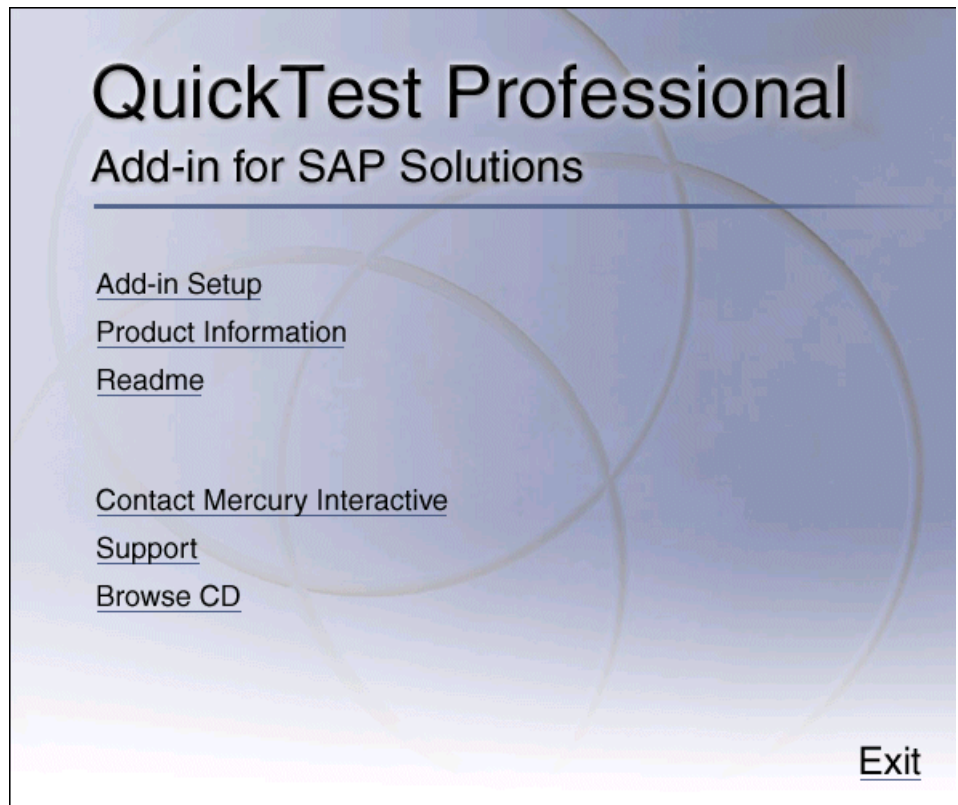 QuickTest Professional
Add-in for SAP Solutions
Add-in Setup
Product Information
Readme
Contact Mercury Interactive
Support
Browse CD
Exit